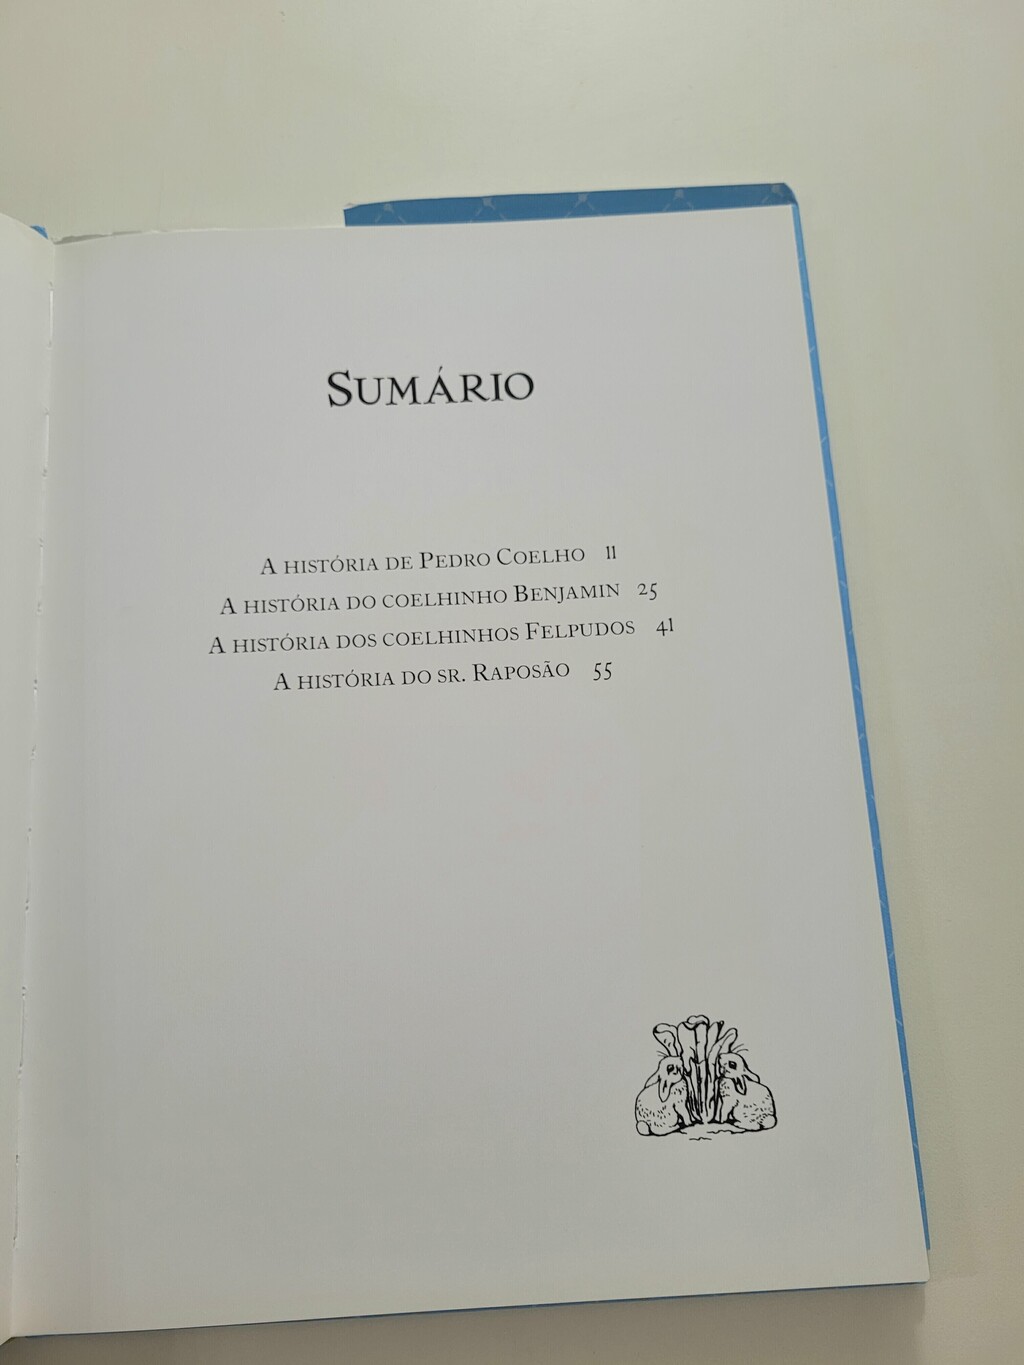 Sumário
A história de Pedro Coelho 11
A história do coelhinho Benjamin 25
A história dos coelhinhos Felpudos 41
A história do sr. Raposão 55